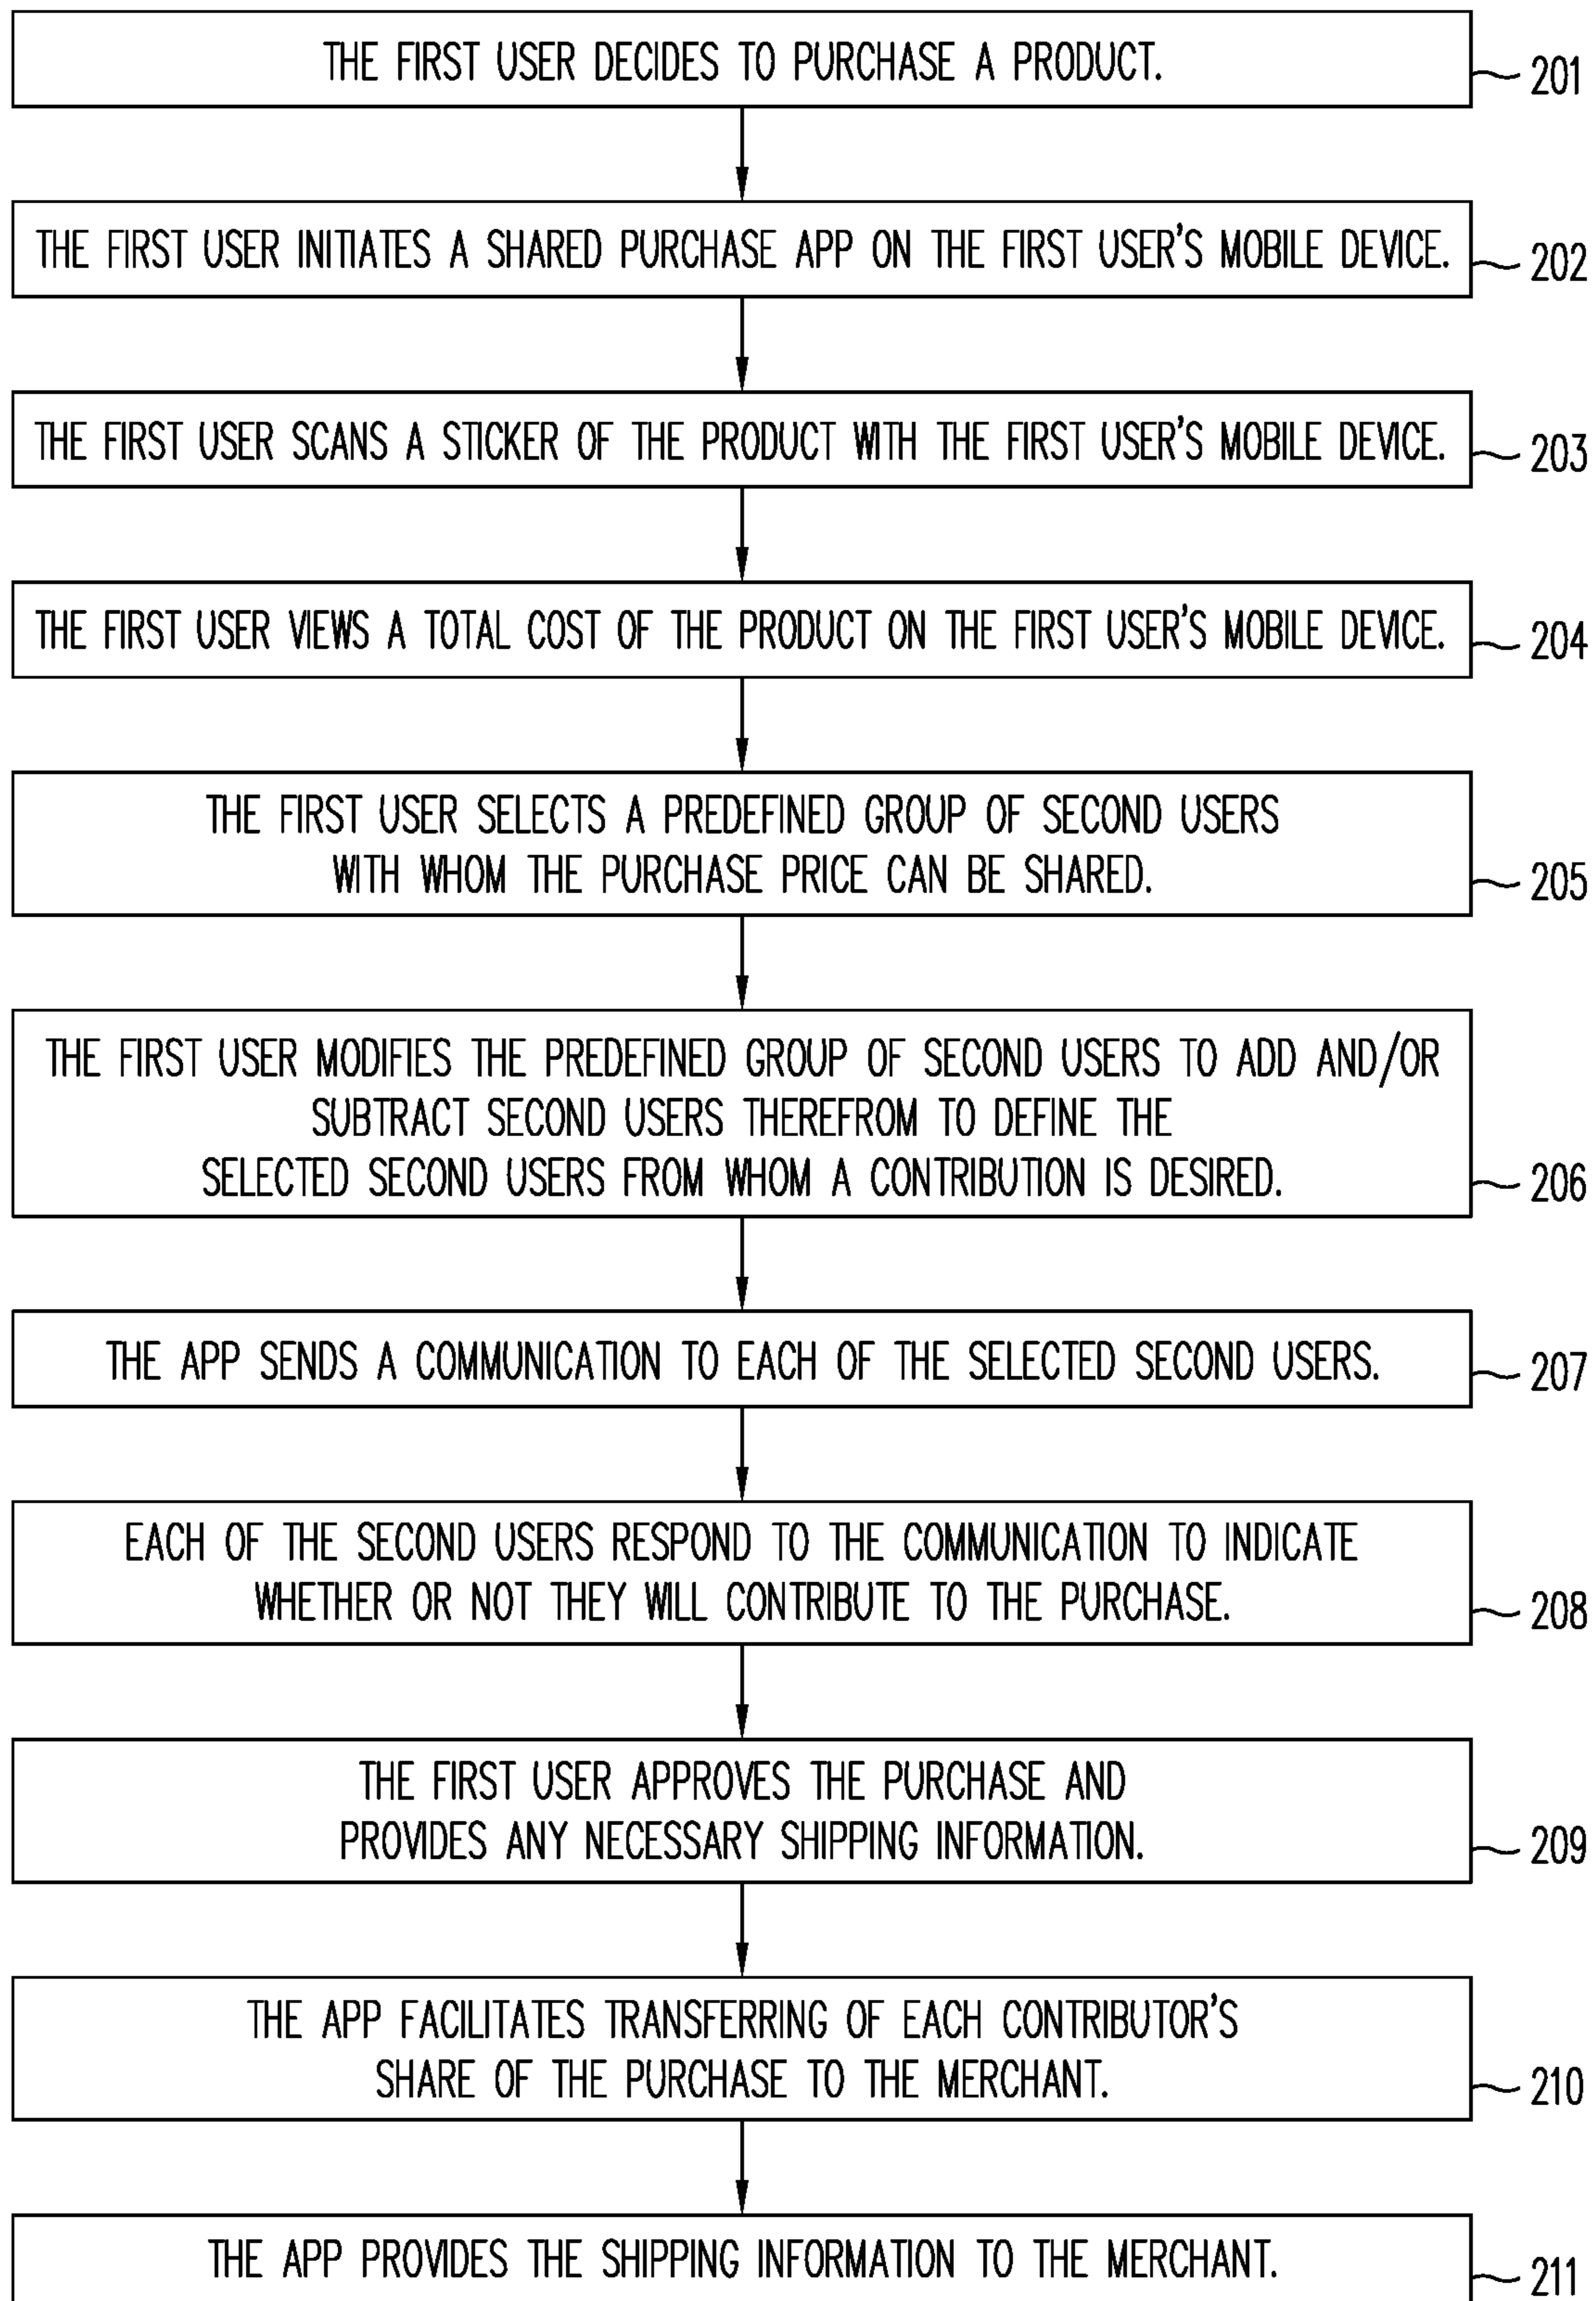 THE FIRST USER DECIDES TO PURCHASE A PRODUCT.
201
THE FIRST USER INITIATES A SHARED PURCHASE APP ON THE FIRST USER'S MOBILE DEVICE.
202
THE FIRST USER SCANS A STICKER OF THE PRODUCT WITH THE FIRST USER'S MOBILE DEVICE.
203
THE FIRST USER VIEWS A TOTAL COST OF THE PRODUCT ON THE FIRST USER'S MOBILE DEVICE.
204
THE FIRST USER SELECTS A PREDEFINED GROUP OF SECOND USERS
WITH WHOM THE PURCHASE PRICE CAN BE SHARED.
205
THE FIRST USER MODIFIES THE PREDEFINED GROUP OF SECOND USERS TO ADD AND/OR
SUBTRACT SECOND USERS THEREFROM TO DEFINE THE
SELECTED SECOND USERS FROM WHOM A CONTRIBUTION IS DESIRED.
206
THE APP SENDS A COMMUNICATION TO EACH OF THE SELECTED SECOND USERS.
207
EACH OF THE SECOND USERS RESPOND TO THE COMMUNICATION TO INDICATE
WHETHER OR NOT THEY WILL CONTRIBUTE TO THE PURCHASE.
208
THE FIRST USER APPROVES THE PURCHASE AND
PROVIDES ANY NECESSARY SHIPPING INFORMATION.
209
THE APP FACILITATES TRANSFERRING OF EACH CONTRIBUTOR'S
SHARE OF THE PURCHASE TO THE MERCHANT.
210
THE APP PROVIDES THE SHIPPING INFORMATION TO THE MERCHANT.
211